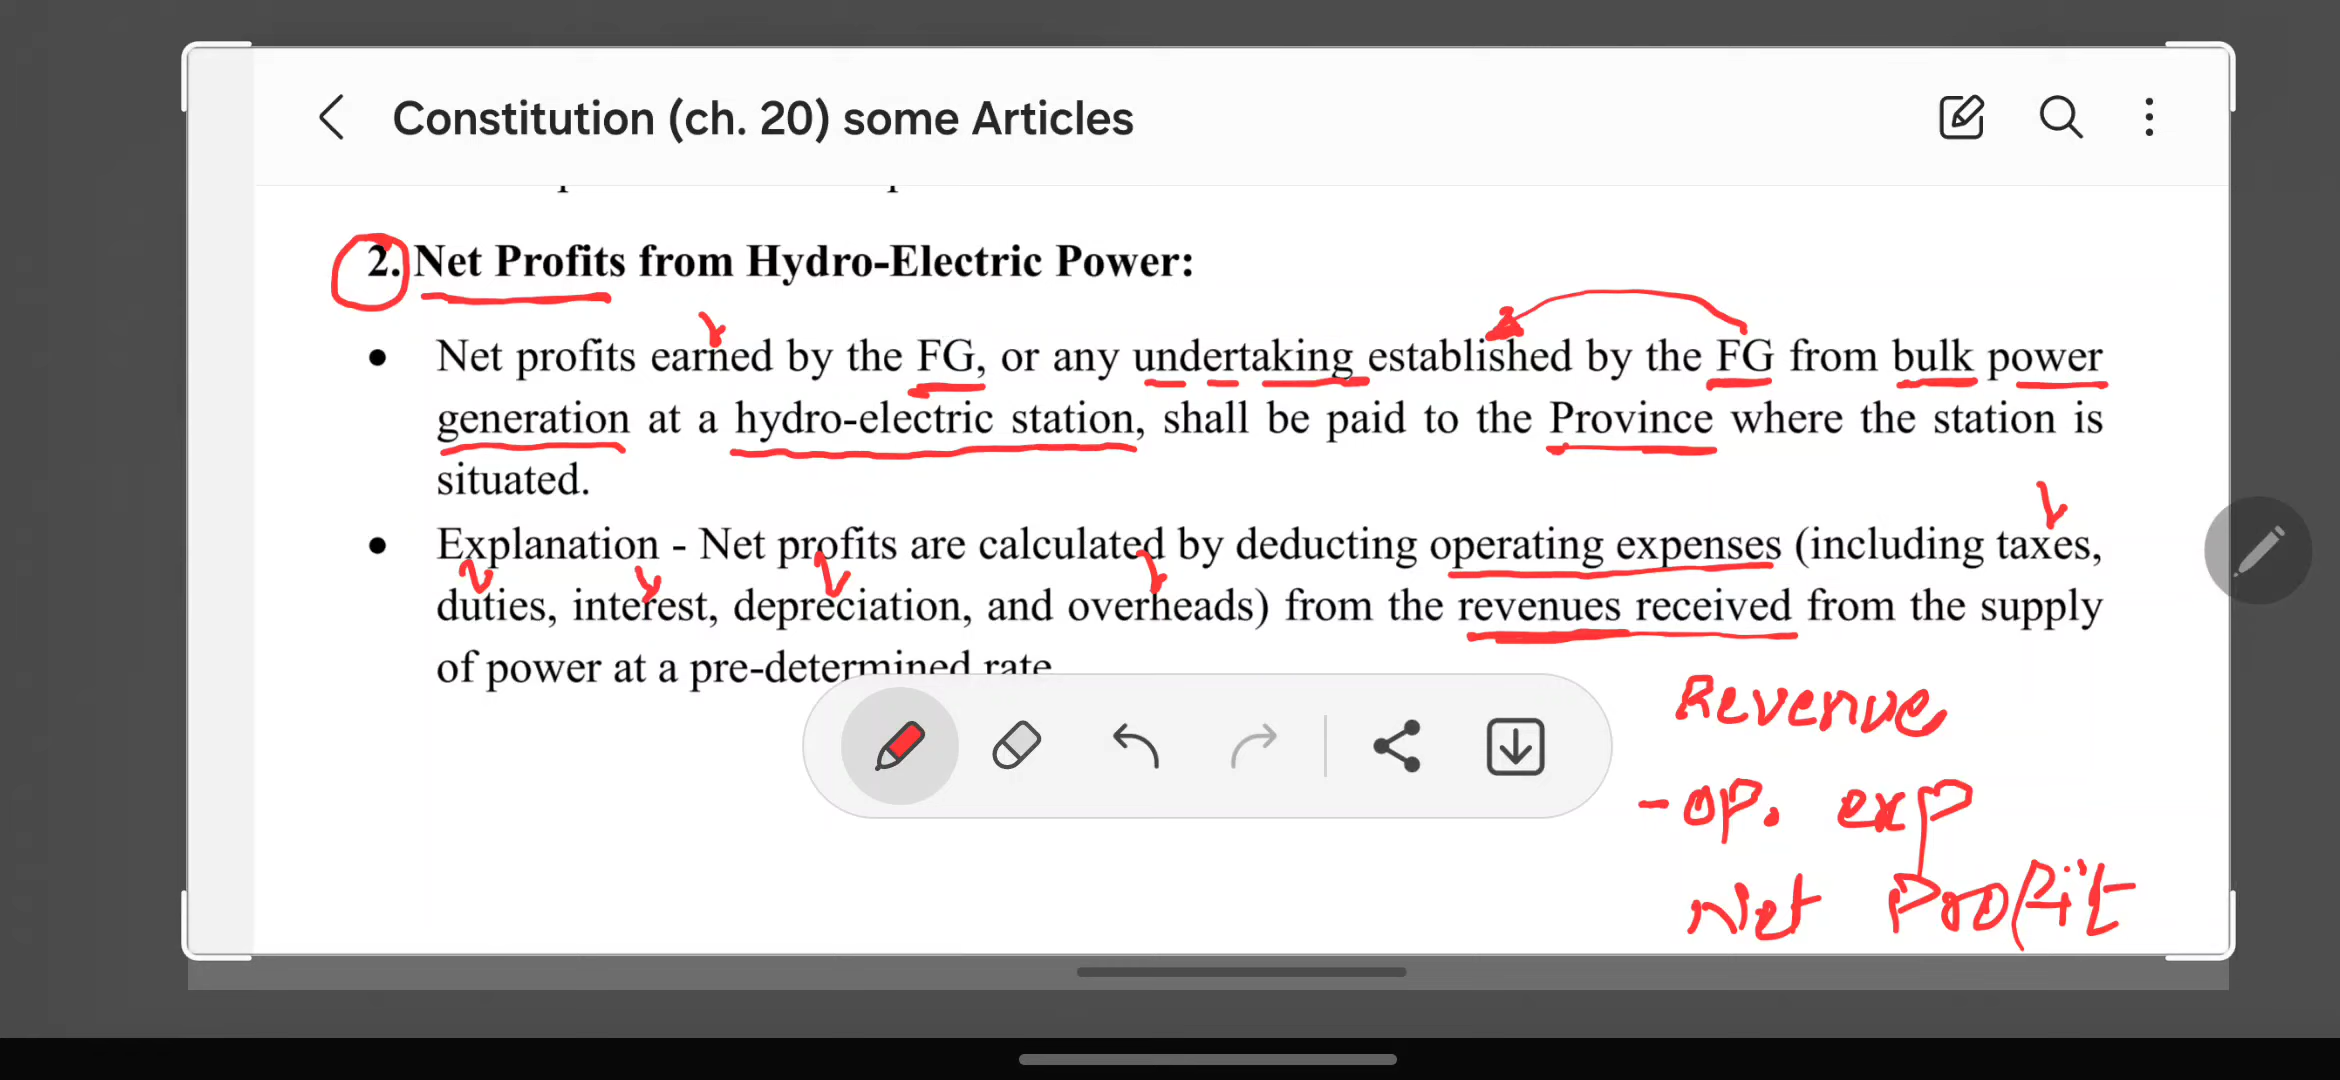 Constitution (ch. 20) some Articles
2. Net Profits from Hydro-Electric Power:
• Net profits earned by the FG, or any undertaking established by the FG from bulk power
generation at a hydro-electric station, shall be paid to the Province where the station is
situated.
• Explanation - Net profits are calculated by deducting operating expenses (including taxes,
duties, interest, depreciation, and overheads) from the revenues received from the supply
of power at a pre-determined rate
Revenue
- op. exp
Net Profit